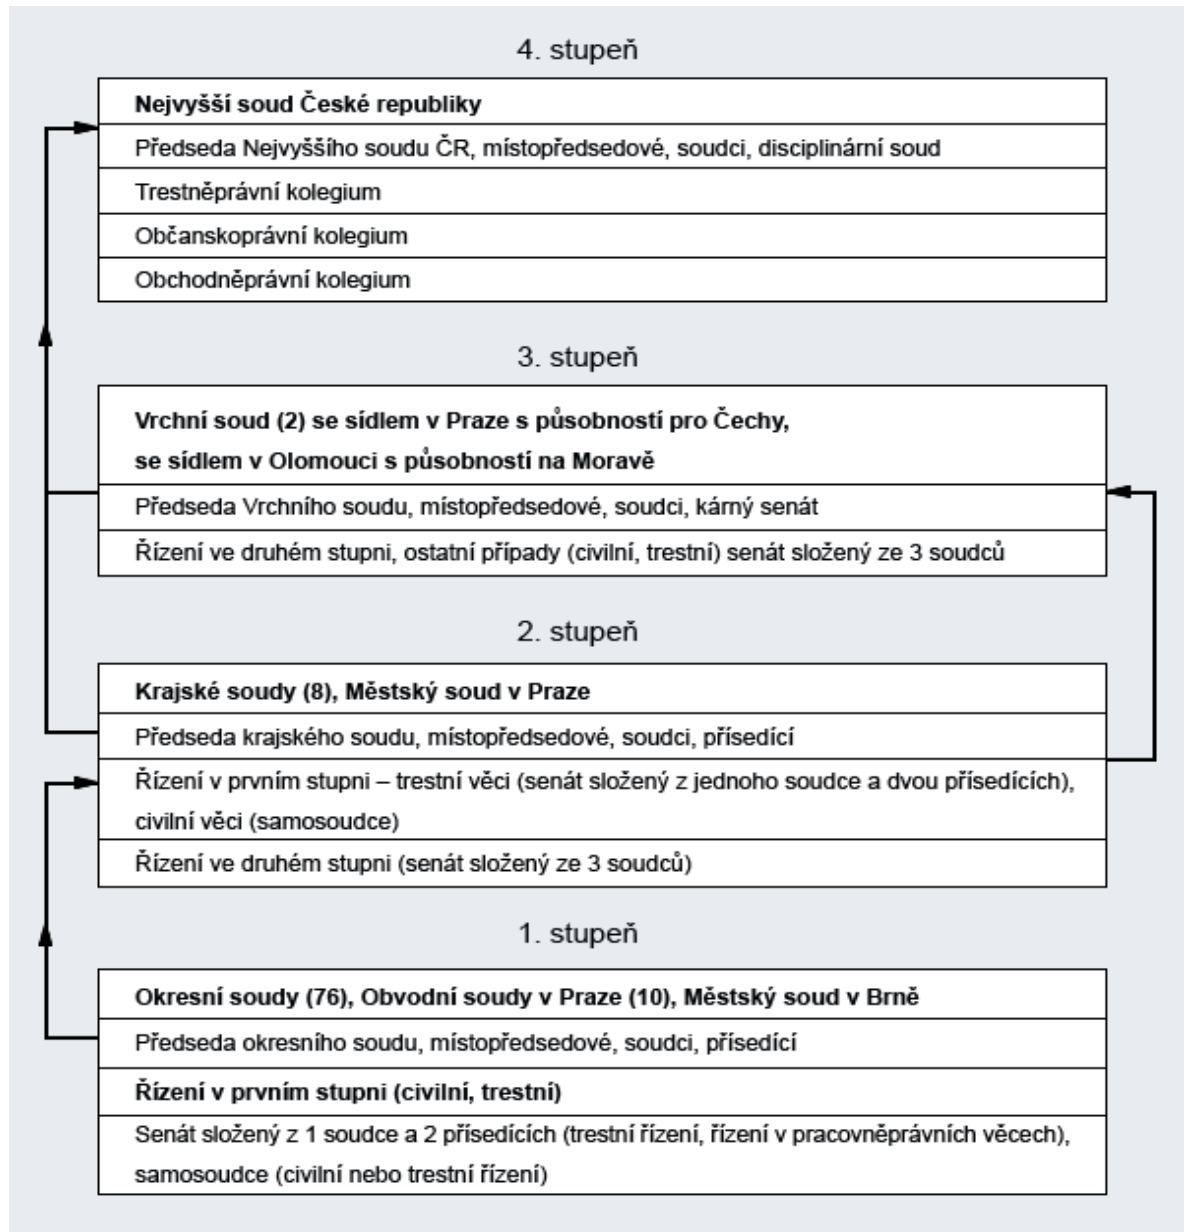 4. stupeň
Nejvyšší soud České republiky
Předseda Nejvyššího soudu ČR, místopředsedové, soudci, disciplinární soud
Trestněprávní kolegium
Občanskoprávní kolegium
Obchodněprávní kolegium
3. stupeň
Vrchní soud (2) se sídlem v Praze s působností pro Čechy,
se sídlem v Olomouci s působností na Moravě
Předseda Vrchního soudu, místopředsedové, soudci, kárný senát
Řízení ve druhém stupni, ostatní případy (civilní, trestní) senát složený ze 3 soudců
2. stupeň
Krajské soudy (8), Městský soud v Praze
Předseda krajského soudu, místopředsedové, soudci, přísedící
Řízení v prvním stupni – trestní věci (senát složený z jednoho soudce a dvou přísedících),
civilní věci (samosoudce)
Řízení ve druhém stupni (senát složený ze 3 soudců)
1. stupeň
Okresní soudy (76), Obvodní soudy v Praze (10), Městský soud v Brně
Předseda okresního soudu, místopředsedové, soudci, přísedící
Řízení v prvním stupni (civilní, trestní)
Senát složený z 1 soudce a 2 přísedících (trestní řízení, řízení v pracovněprávních věcech),
samosoudce (civilní nebo trestní řízení)